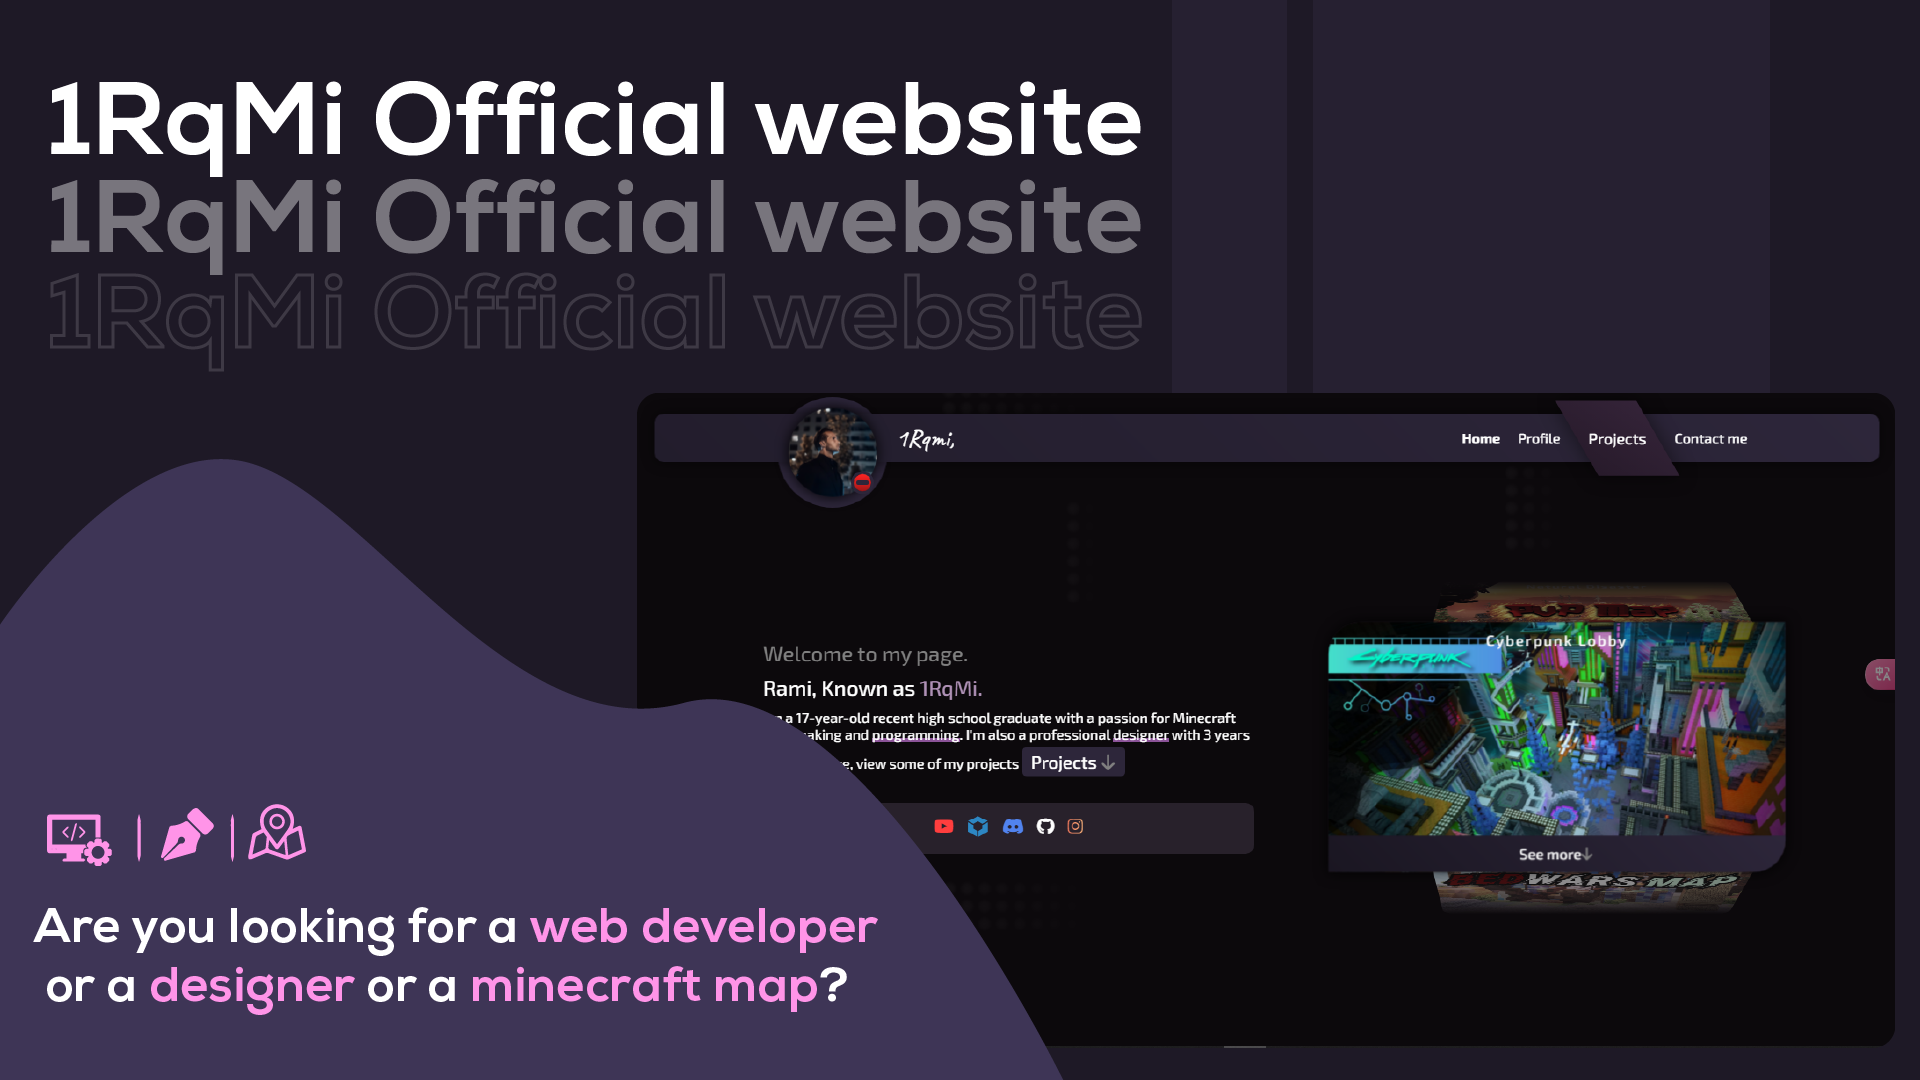 1RqMi Official website
1RqMi Official website
1RqMi Official website
1Rqmi,
Home Profile Projects Contact me
Welcome to my page.
Rami, Known as 1RqMi.
a 17-year-old recent high school graduate with a passion for Minecraft
aking and programming. I'm also a professional designer with 3 years
e, view some of my projects Projects ↓
PVP MAP
Cyberpunk Lobby
CYBERPUNK
See more↓
BEDWARS MAP
</> 
Are you looking for a web developer
or a designer or a minecraft map?